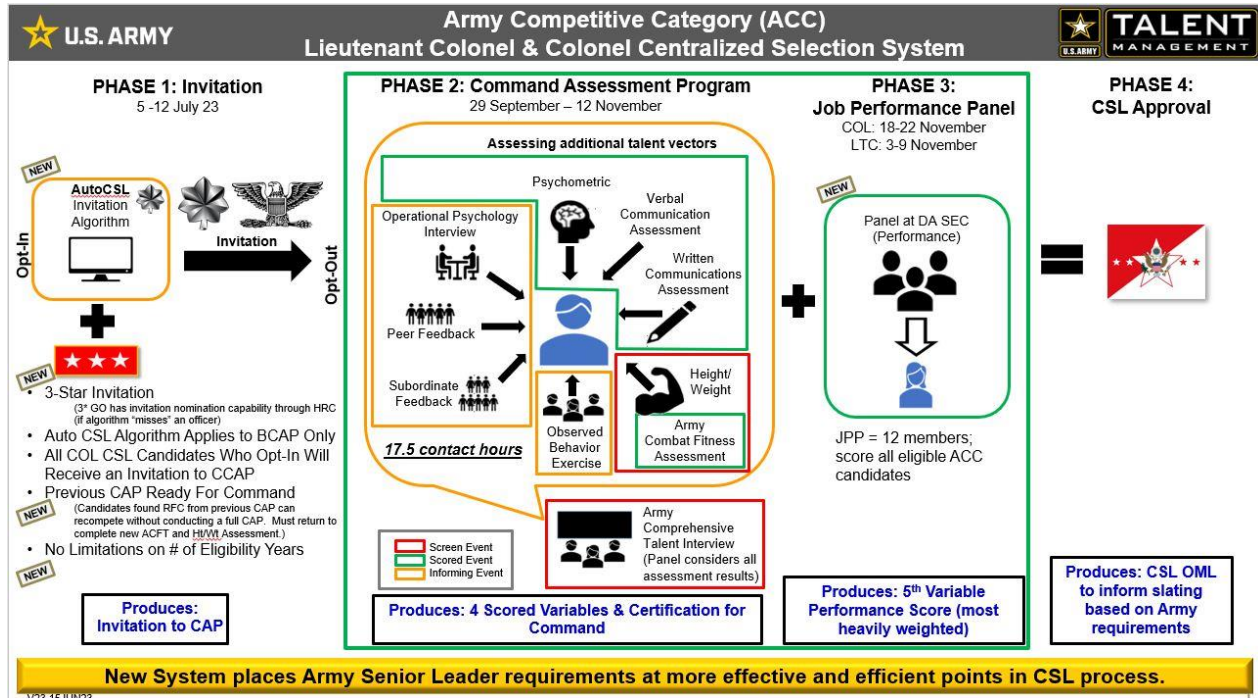 U.S. ARMY
Army Competitive Category (ACC)
Lieutenant Colonel & Colonel Centralized Selection System
U.S. ARMY
TALENT
MANAGEMENT
PHASE 1: Invitation
5 -12 July 23
NEW
Opt-In
AutoCSL
Invitation
Algorithm
Invitation
Opt-Out
NEW
• 3-Star Invitation
(3* GO has invitation nomination capability through HRC
(if algorithm “misses” an officer)
• Auto CSL Algorithm Applies to BCAP Only
• All COL CSL Candidates Who Opt-In Will
Receive an Invitation to CCAP
• Previous CAP Ready For Command
NEW
(Candidates found RFC from previous CAP can
recompete without conducting a full CAP. Must return to
complete new ACFT and Ht/Wt Assessment.)
• No Limitations on # of Eligibility Years
NEW
Produces:
Invitation to CAP
PHASE 2: Command Assessment Program
29 September – 12 November
Assessing additional talent vectors
Psychometric
Verbal
Communication
Assessment
Operational Psychology
Interview
Written
Communications
Assessment
Peer Feedback
Subordinate
Feedback
Height/
Weight
Army
Combat Fitness
Assessment
Observed
Behavior
Exercise
17.5 contact hours
Army
Comprehensive
Talent Interview
(Panel considers all
assessment results)
Screen Event
Scored Event
Informing Event
Produces: 4 Scored Variables & Certification for
Command
PHASE 3:
Job Performance Panel
COL: 18-22 November
LTC: 3-9 November
NEW
Panel at DA SEC
(Performance)
JPP = 12 members;
score all eligible ACC
candidates
Produces: 5th Variable
Performance Score (most
heavily weighted)
PHASE 4:
CSL Approval
Produces: CSL OML
to inform slating
based on Army
requirements
New System places Army Senior Leader requirements at more effective and efficient points in CSL process.